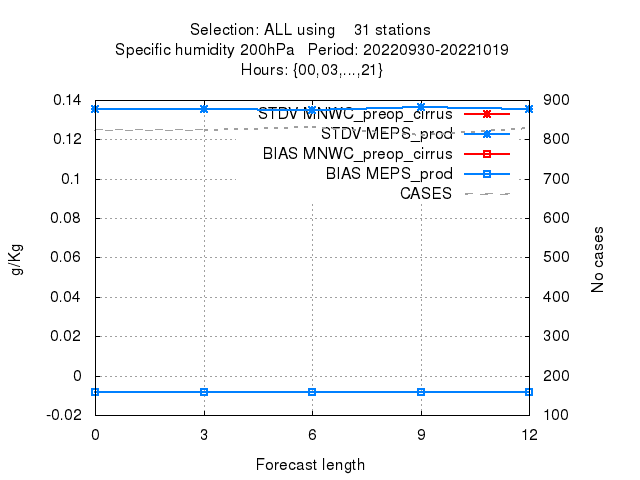 Selection: ALL using    31 stations
Specific humidity 200hPa   Period: 20220930-20221019
Hours: {00,03,...,21}
0.14
0.12
0.1
0.08
0.06
0.04
0.02
0
-0.02
g/Kg
STDV MNWC_preop_cirrus
STDV MEPS_prod
BIAS MNWC_preop_cirrus
BIAS MEPS_prod
CASES
900
800
700
600
500
400
300
200
100
No cases
0 3 6 9 12
Forecast length